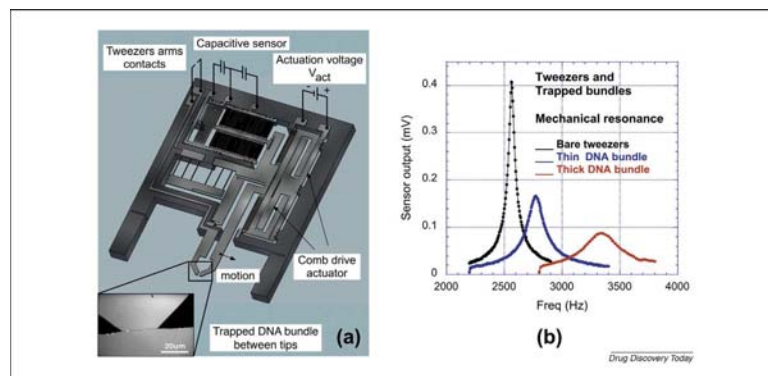 Tweezers arms
contacts
Capacitive sensor
Actuation voltage
Vact
- +
Comb drive
actuator
motion
20um
Trapped DNA bundle
between tips
(a)
Sensor output (mV)
0.4
0.3
0.2
0.1
0
Tweezers and
Trapped bundles
Mechanical resonance
Bare tweezers
Thin DNA bundle
Thick DNA bundle
2000 2500 3000 3500 4000
Freq (Hz)
(b)
Drug Discovery Today